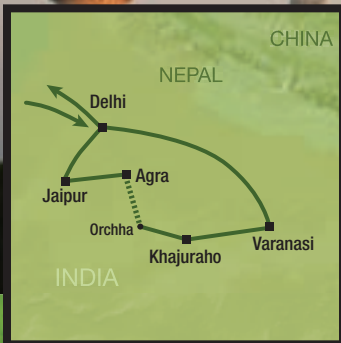 CHINA
NEPAL
Delhi
Agra
Jaipur
Orchha
Varanasi
Khajuraho
INDIA